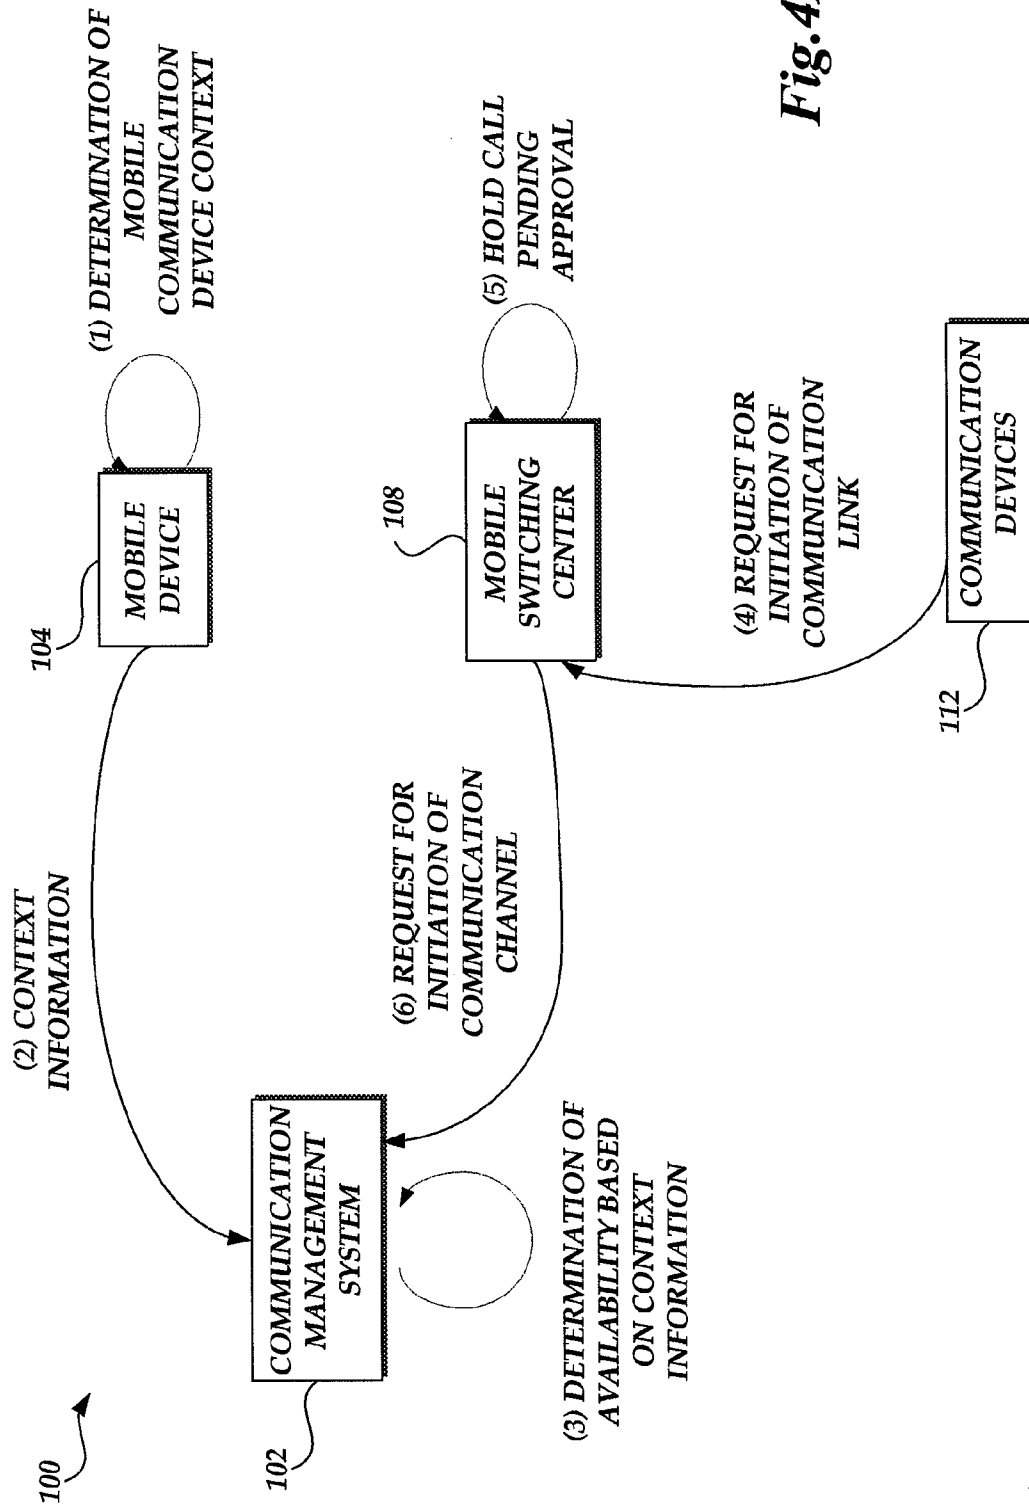 100
102
COMMUNICATION
MANAGEMENT
SYSTEM
(3) DETERMINATION OF
AVAILABILITY BASED
ON CONTEXT
INFORMATION
(2) CONTEXT
INFORMATION
(6) REQUEST FOR
INITIATION OF
COMMUNICATION
CHANNEL
104
MOBILE
DEVICE
(1) DETERMINATION OF
MOBILE
COMMUNICATION
DEVICE CONTEXT
108
MOBILE
SWITCHING
CENTER
(5) HOLD CALL
PENDING
APPROVAL
(4) REQUEST FOR
INITIATION OF
COMMUNICATION
LINK
112
COMMUNICATION
DEVICES